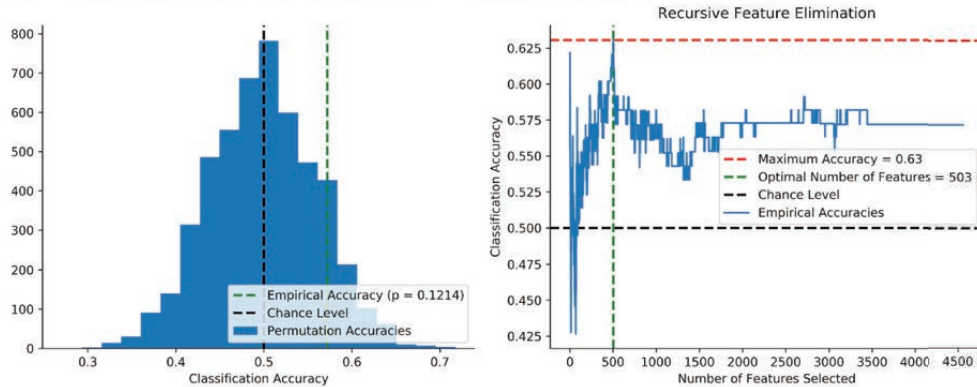 800
700
600
500
400
300
200
100
0
0.3 0.4 0.5 0.6 0.7
Classification Accuracy
Empirical Accuracy (p = 0.1214)
Chance Level
Permutation Accuracies
Recursive Feature Elimination
Classification Accuracy
0.625
0.600
0.575
0.550
0.525
0.500
0.475
0.450
0.425
Maximum Accuracy = 0.63
Optimal Number of Features = 503
Chance Level
Empirical Accuracies
0 500 1000 1500 2000 2500 3000 3500 4000 4500
Number of Features Selected